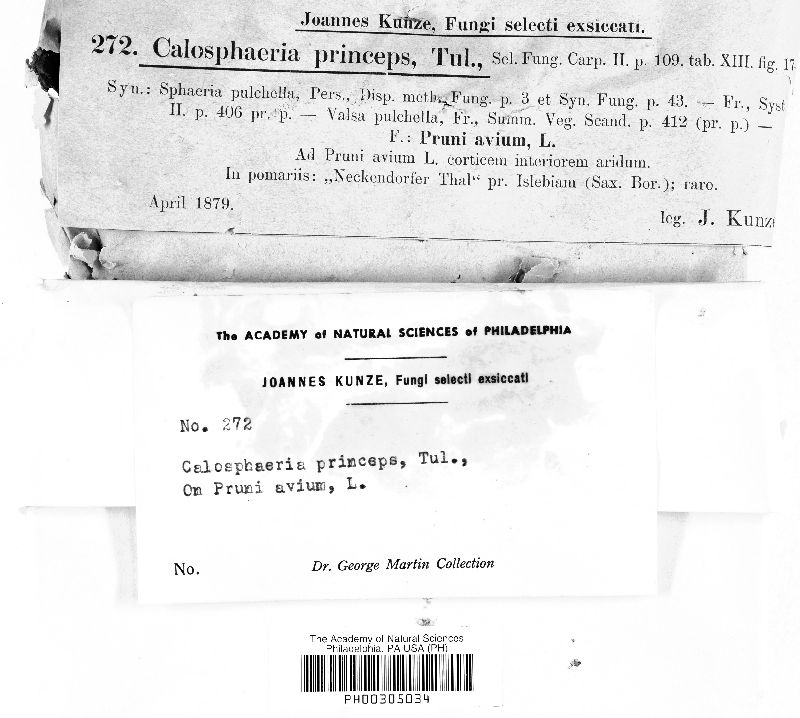 Joannes Kunze, Fungi selecti exsiccati.
272. Calosphaeria princeps, Tul., Sel. Fung. Carp. II. p. 109. tab. XIII. fig. 17
Syn.: Sphaeria pulchella, Pers., Disp. meth. Fung. p. 3 et Syn. Fung. p. 43. — Fr., Syst
II. p. 406 pr. p. — Valsa pulchella, Fr., Summ. Veg. Scand. p. 412 (pr. p.) —
F.: Pruni avium, L.
Ad Pruni avium L. corticem interiorem aridum.
In pomariis: „Neckendorfer Thal“ pr. Islebiam (Sax. Bor.); raro.
April 1879.
leg. J. Kunze
The ACADEMY of NATURAL SCIENCES of PHILADELPHIA
JOANNES KUNZE, Fungi selecti exsiccati
No. 272
Calosphaeria princeps, Tul.,
On Pruni avium, L.
No.
Dr. George Martin Collection
The Academy of Natural Sciences
Philadelphia, PA USA (PH)
PH00305034